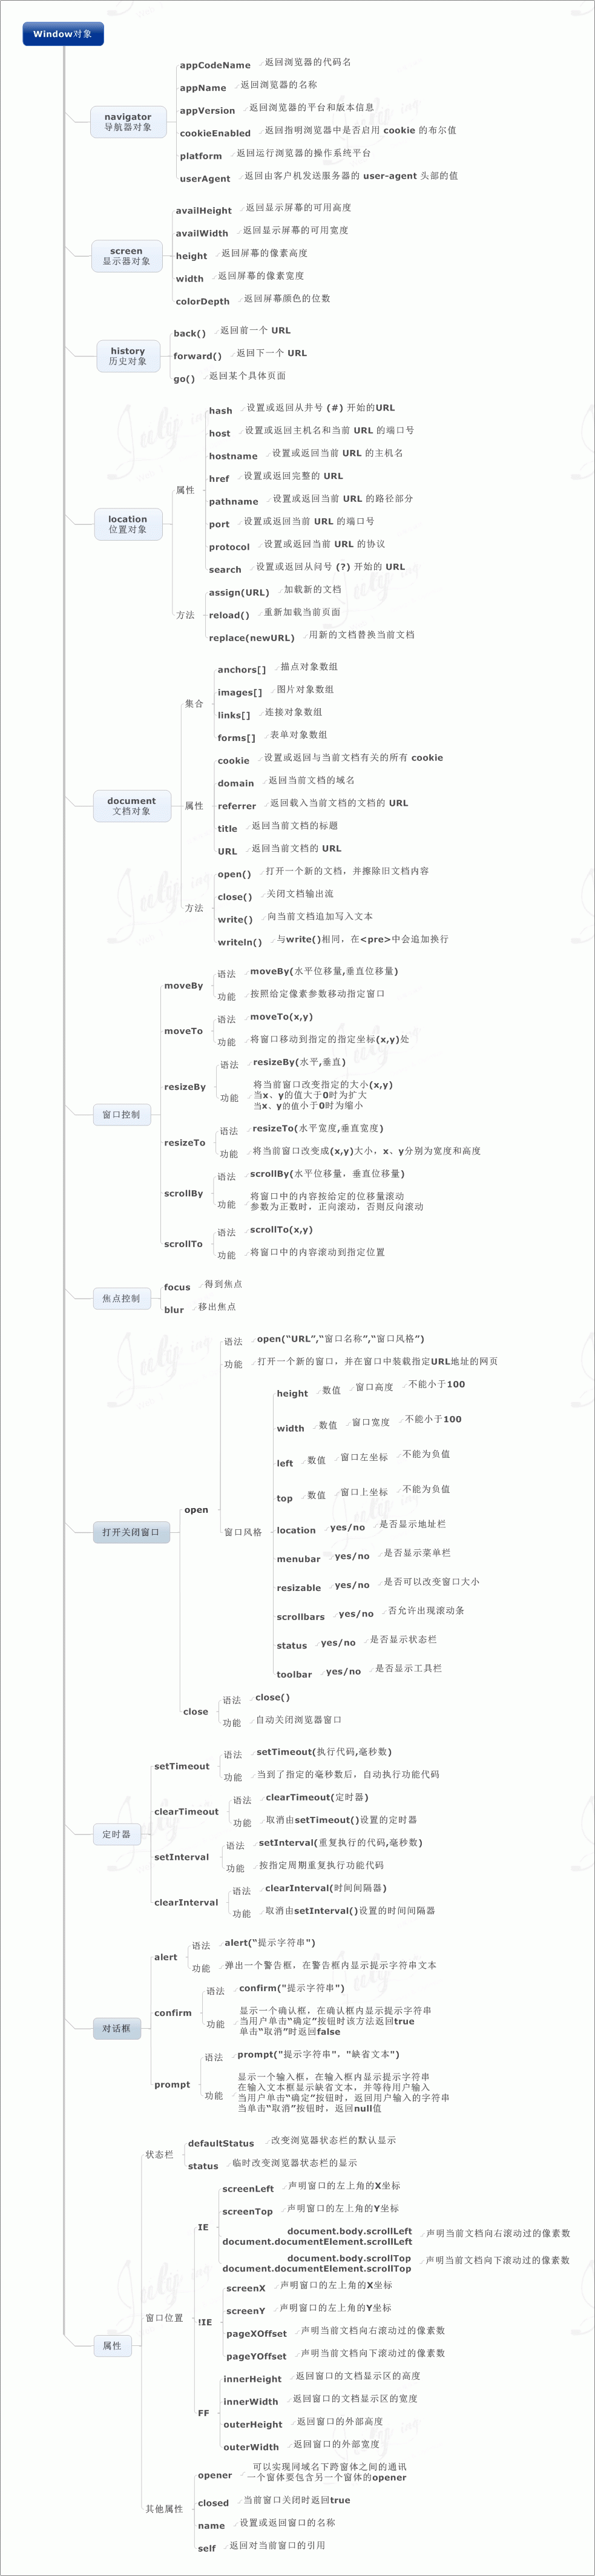 Window对象
navigator
导航器对象
appCodeName 返回浏览器的代码名
appName 返回浏览器的名称
appVersion 返回浏览器的平台和版本信息
cookieEnabled 返回指明浏览器中是否启用 cookie 的布尔值
platform 返回运行浏览器的操作系统平台
userAgent 返回由客户机发送服务器的 user-agent 头部的值
screen
显示器对象
availHeight 返回显示屏幕的可用高度
availWidth 返回显示屏幕的可用宽度
height 返回屏幕的像素高度
width 返回屏幕的像素宽度
colorDepth 返回屏幕颜色的位数
history
历史对象
back() 返回前一个 URL
forward() 返回下一个 URL
go() 返回某个具体页面
location
位置对象
属性
hash 设置或返回从井号 (#) 开始的URL
host 设置或返回主机名和当前 URL 的端口号
hostname 设置或返回当前 URL 的主机名
href 设置或返回完整的 URL
pathname 设置或返回当前 URL 的路径部分
port 设置或返回当前 URL 的端口号
protocol 设置或返回当前 URL 的协议
search 设置或返回从问号 (?) 开始的 URL
方法
assign(URL) 加载新的文档
reload() 重新加载当前页面
replace(newURL) 用新的文档替换当前文档
document
文档对象
集合
anchors[] 描点对象数组
images[] 图片对象数组
links[] 连接对象数组
forms[] 表单对象数组
属性
cookie 设置或返回与当前文档有关的所有 cookie
domain 返回当前文档的域名
referrer 返回载入当前文档的文档的 URL
title 返回当前文档的标题
URL 返回当前文档的 URL
方法
open() 打开一个新的文档，并擦除旧文档内容
close() 关闭文档输出流
write() 向当前文档追加写入文本
writeln() 与write()相同，在<pre>中会追加换行
窗口控制
moveBy
语法 moveBy(水平位移量,垂直位移量)
功能 按照给定像素参数移动指定窗口
moveTo
语法 moveTo(x,y)
功能 将窗口移动到指定的指定坐标(x,y)处
resizeBy
语法 resizeBy(水平,垂直)
功能 将当前窗口改变指定的大小(x,y)
当x、y的值大于0时为扩大
当x、y的值小于0时为缩小
resizeTo
语法 resizeTo(水平宽度,垂直宽度)
功能 将当前窗口改变成(x,y)大小，x、y分别为宽度和高度
scrollBy
语法 scrollBy(水平位移量，垂直位移量)
功能 将窗口中的内容按给定的位移量滚动
参数为正数时，正向滚动，否则反向滚动
scrollTo
语法 scrollTo(x,y)
功能 将窗口中的内容滚动到指定位置
焦点控制
focus 得到焦点
blur 移出焦点
打开关闭窗口
open
语法 open(“URL”,“窗口名称”,“窗口风格”)
功能 打开一个新的窗口，并在窗口中装载指定URL地址的网页
窗口风格
height 数值 窗口高度 不能小于100
width 数值 窗口宽度 不能小于100
left 数值 窗口左坐标 不能为负值
top 数值 窗口上坐标 不能为负值
location yes/no 是否显示地址栏
menubar yes/no 是否显示菜单栏
resizable yes/no 是否可以改变窗口大小
scrollbars yes/no 否允许出现滚动条
status yes/no 是否显示状态栏
toolbar yes/no 是否显示工具栏
close
语法 close()
功能 自动关闭浏览器窗口
定时器
setTimeout
语法 setTimeout(执行代码,毫秒数)
功能 当到了指定的毫秒数后，自动执行功能代码
clearTimeout
语法 clearTimeout(定时器)
功能 取消由setTimeout()设置的定时器
setInterval
语法 setInterval(重复执行的代码,毫秒数)
功能 按指定周期重复执行功能代码
clearInterval
语法 clearInterval(时间间隔器)
功能 取消由setInterval()设置的时间间隔器
对话框
alert
语法 alert(“提示字符串")
功能 弹出一个警告框，在警告框内显示提示字符串文本
confirm
语法 confirm("提示字符串”)
功能 显示一个确认框，在确认框内显示提示字符串
当用户单击“确定”按钮时该方法返回true
单击“取消”时返回false
prompt
语法 prompt("提示字符串"，"缺省文本")
功能 显示一个输入框，在输入框内显示提示字符串
在输入文本框显示缺省文本，并等待用户输入
当用户单击“确定”按钮时，返回用户输入的字符串
当单击“取消”按钮时，返回null值
属性
状态栏
defaultStatus 改变浏览器状态栏的默认显示
status 临时改变浏览器状态栏的显示
窗口位置
IE
screenLeft 声明窗口的左上角的X坐标
screenTop 声明窗口的左上角的Y坐标
document.body.scrollLeft
document.documentElement.scrollLeft 声明当前文档向右滚动过的像素数
document.body.scrollTop
document.documentElement.scrollTop 声明当前文档向下滚动过的像素数
!IE
screenX 声明窗口的左上角的X坐标
screenY 声明窗口的左上角的Y坐标
pageXOffset 声明当前文档向右滚动过的像素数
pageYOffset 声明当前文档向下滚动过的像素数
FF
innerHeight 返回窗口的文档显示区的高度
innerWidth 返回窗口的文档显示区的宽度
outerHeight 返回窗口的外部高度
outerWidth 返回窗口的外部宽度
其他属性
opener 可以实现同域名下跨窗体之间的通讯
一个窗体要包含另一个窗体的opener
closed 当前窗口关闭时返回true
name 设置或返回窗口的名称
self 返回对当前窗口的引用